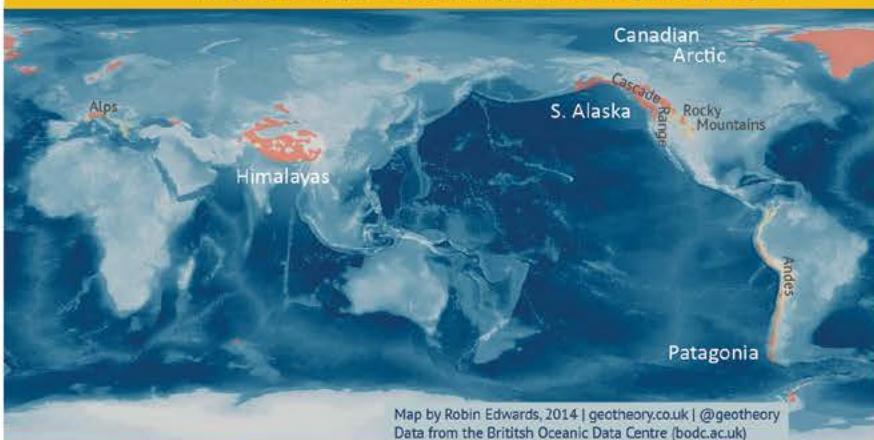 Canadian
Arctic
Alps
Cascade
Range
S. Alaska
Rocky
Mountains
Himalayas
Andes
Patagonia
Map by Robin Edwards, 2014 | geotheory.co.uk | @geotheory
Data from the Brititsh Oceanic Data Centre (bodc.ac.uk)